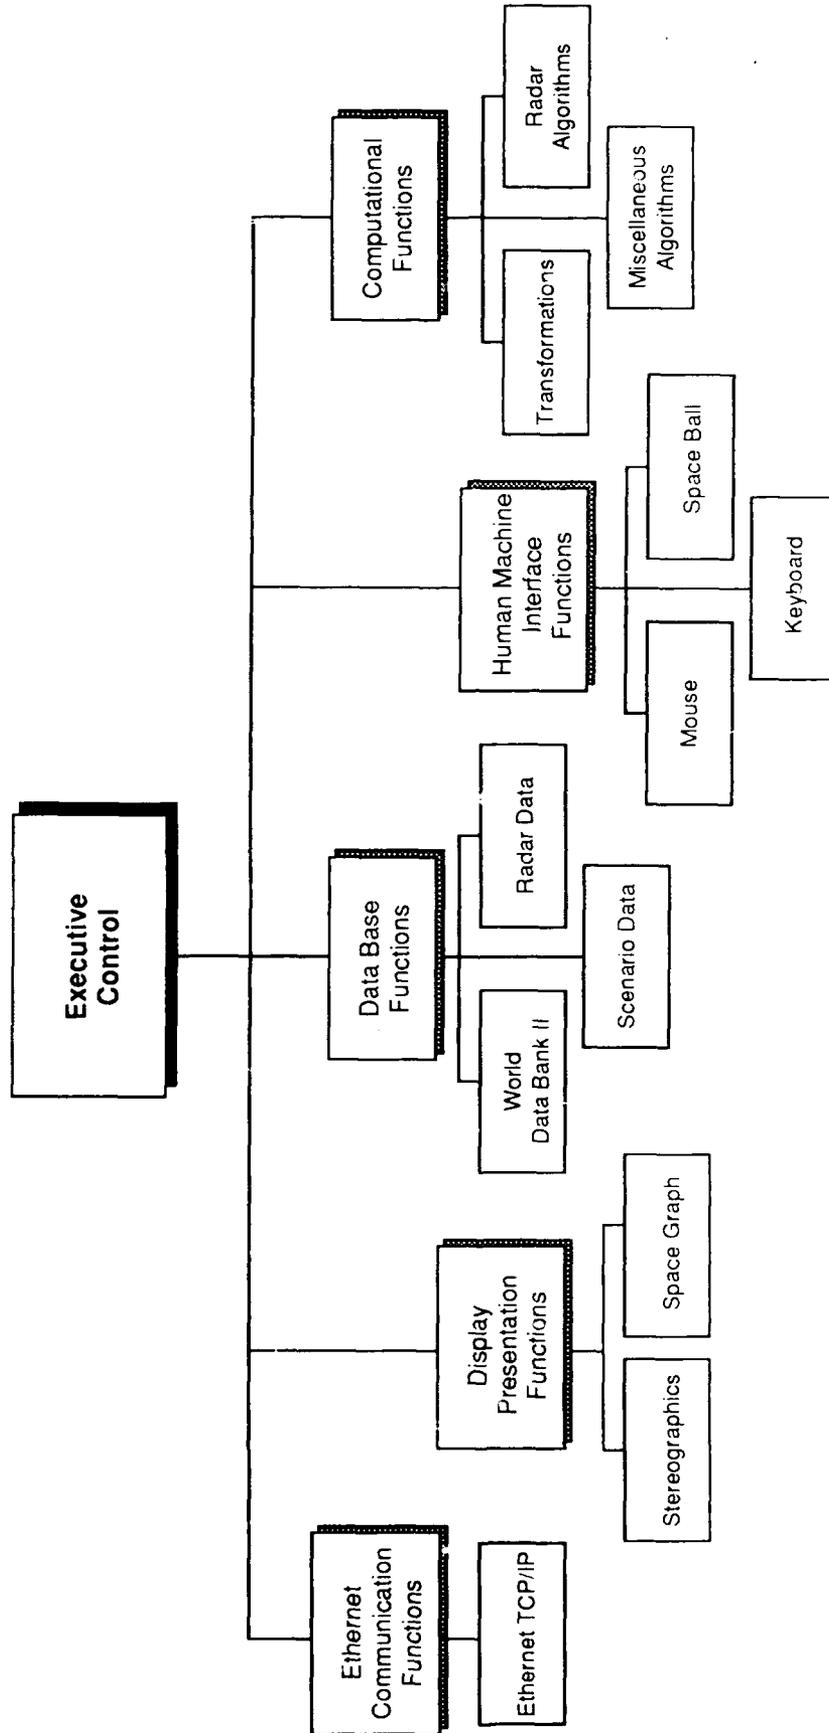 Executive
Control
Ethernet
Communication
Functions
Ethernet TCP/IP
Display
Presentation
Functions
Stereographics
Space Graph
Data Base
Functions
World
Data Bank II
Radar Data
Scenario Data
Human Machine
Interface
Functions
Mouse
Space Ball
Keyboard
Computational
Functions
Transformations
Radar
Algorithms
Miscellaneous
Algorithms